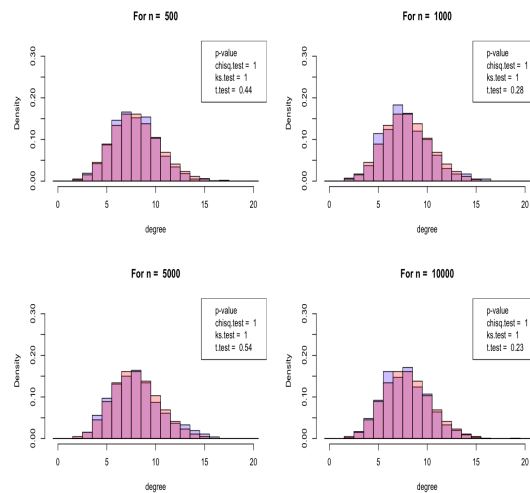 For n = 500
p-value
chisq.test = 1
ks.test = 1
t.test = 0.44
Density
0.00
0.10
0.20
0.30
0
5
10
15
20
degree
For n = 1000
p-value
chisq.test = 1
ks.test = 1
t.test = 0.28
Density
0.00
0.10
0.20
0.30
0
5
10
15
20
degree
For n = 5000
p-value
chisq.test = 1
ks.test = 1
t.test = 0.54
Density
0.00
0.10
0.20
0.30
0
5
10
15
20
degree
For n = 10000
p-value
chisq.test = 1
ks.test = 1
t.test = 0.23
Density
0.00
0.10
0.20
0.30
0
5
10
15
20
degree